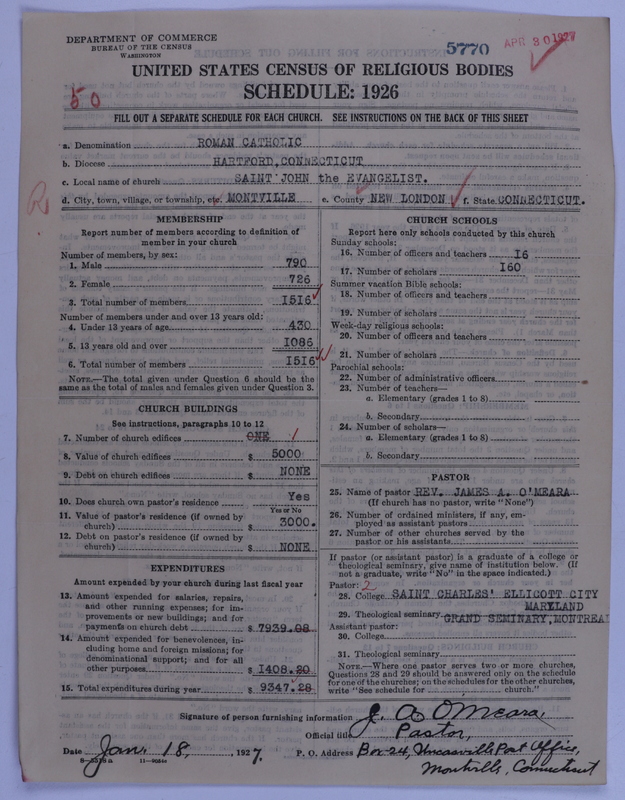 DEPARTMENT OF COMMERCE
BUREAU OF THE CENSUS
WASHINGTON
5770
APR 30 1927
UNITED STATES CENSUS OF RELIGIOUS BODIES
SCHEDULE: 1926
50
FILL OUT A SEPARATE SCHEDULE FOR EACH CHURCH. SEE INSTRUCTIONS ON THE BACK OF THIS SHEET
a. Denomination ROMAN CATHOLIC
b. Diocese HARTFORD, CONNECTICUT
c. Local name of church SAINT JOHN the EVANGELIST.
d. City, town, village, or township, etc. MONTVILLE e. County NEW LONDON f. State CONNECTICUT.
MEMBERSHIP
Report number of members according to definition of
member in your church
Number of members, by sex:
1. Male 790
2. Female 726
3. Total number of members 1516
Number of members under and over 13 years old:
4. Under 13 years of age 430
5. 13 years old and over 1086
6. Total number of members 1516
NOTE.—The total given under Question 6 should be the
same as the total of males and females given under Question 3.
CHURCH BUILDINGS
See instructions, paragraphs 10 to 12
7. Number of church edifices ONE 1
8. Value of church edifices $ 5000
9. Debt on church edifices $ NONE
10. Does church own pastor's residence Yes
Yes or No
11. Value of pastor's residence (if owned by
church) $ 3000.
12. Debt on pastor's residence (if owned by
church) $ NONE
EXPENDITURES
Amount expended by your church during last fiscal year
13. Amount expended for salaries, repairs,
and other running expenses; for im-
provements or new buildings; and for
payments on church debt $ 7939.08
14. Amount expended for benevolences, in-
cluding home and foreign missions; for
denominational support; and for all
other purposes $ 1408.20
15. Total expenditures during year $ 9347.28
CHURCH SCHOOLS
Report here only schools conducted by this church
Sunday schools:
16. Number of officers and teachers 16
17. Number of scholars 160
Summer vacation Bible schools:
18. Number of officers and teachers
19. Number of scholars
Week-day religious schools:
20. Number of officers and teachers
21. Number of scholars
Parochial schools:
22. Number of administrative officers
23. Number of teachers—
a. Elementary (grades 1 to 8)
b. Secondary
24. Number of scholars—
a. Elementary (grades 1 to 8)
b. Secondary
PASTOR
25. Name of pastor REV. JAMES A. O'MEARA
(If church has no pastor, write "None")
26. Number of ordained ministers, if any, em-
ployed as assistant pastors
27. Number of other churches served by the
pastor or his assistants
If pastor (or assistant pastor) is a graduate of a college or
theological seminary, give name of institution below. (If
not a graduate, write "No" in the space indicated.)
Pastor: 2
28. College SAINT CHARLES' ELLICOTT CITY
MARYLAND
29. Theological seminary GRAND SEMINARY, MONTREAL
Assistant pastor:
30. College
31. Theological seminary
NOTE.—Where one pastor serves two or more churches,
Questions 28 and 29 should be answered only on the schedule
for one of the churches; on the schedules for the other churches,
write "See schedule for church."
Signature of person furnishing information J. A. O'Meara,
Official title Pastor,
Date Jan. 18, 1927. P. O. Address Box 24, Uncasville Post Office,
Montville, Connecticut